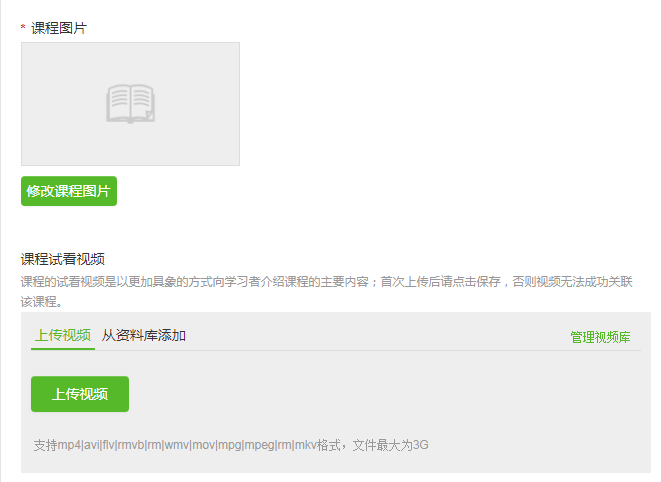 * 课程图片
修改课程图片
课程试看视频
课程的试看视频是以更加具象的方式向学习者介绍课程的主要内容；首次上传后请点击保存，否则视频无法成功关联
该课程。
上传视频 从资料库添加 管理视频库
上传视频
支持mp4|avi|flv|rmvb|rm|wmv|mov|mpg|mpeg|rm|mkv格式，文件最大为3G